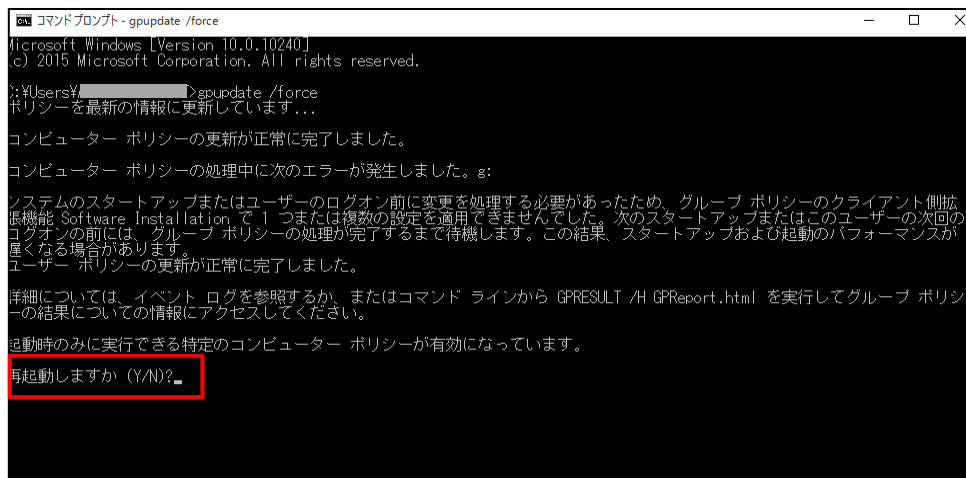 コマンド プロンプト - gpupdate /force
Microsoft Windows [Version 10.0.10240]
(c) 2015 Microsoft Corporation. All rights reserved.
C:¥Users¥ >gpupdate /force
ポリシーを最新の情報に更新しています...
コンピューター ポリシーの更新が正常に完了しました。
コンピューター ポリシーの処理中に次のエラーが発生しました。g:
システムのスタートアップまたはユーザーのログオン前に変更を処理する必要があったため、グループ ポリシーのクライアント側拡
張機能 Software Installation で 1 つまたは複数の設定を適用できませんでした。次のスタートアップまたはこのユーザーの次回の
ログオンの前には、グループ ポリシーの処理が完了するまで待機します。この結果、スタートアップおよび起動のパフォーマンスが
遅くなる場合があります。
ユーザー ポリシーの更新が正常に完了しました。
詳細については、イベント ログを参照するか、またはコマンド ラインから GPRESULT /H GPReport.html を実行してグループ ポリシ
ーの結果についての情報にアクセスしてください。
起動時のみに実行できる特定のコンピューター ポリシーが有効になっています。
再起動しますか (Y/N)?